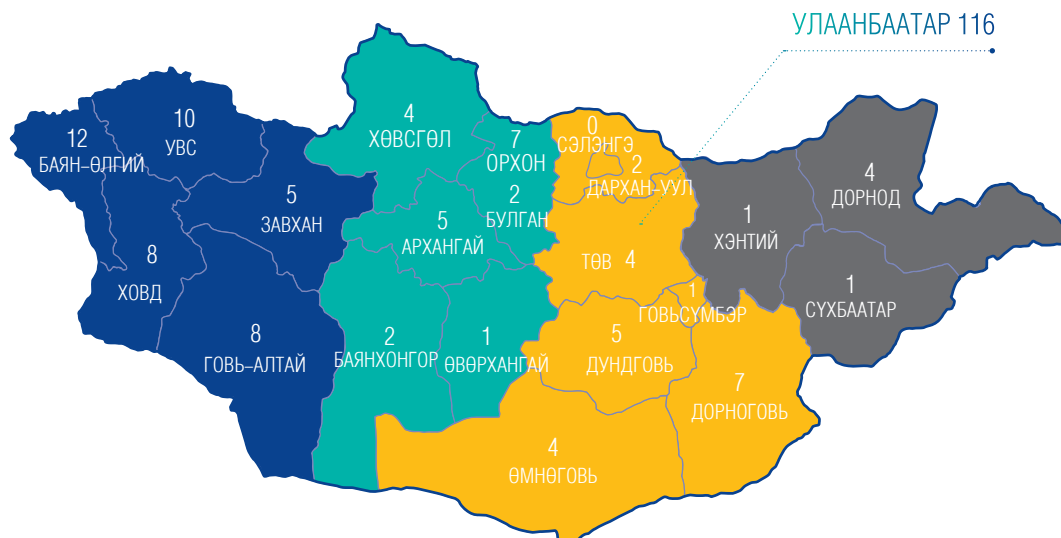 УЛААНБААТАР 116
12
БАЯН-ӨЛГИЙ
10
УВС
8
ХОВД
5
ЗАВХАН
8
ГОВЬ-АЛТАЙ
4
ХӨВСГӨЛ
7
ОРХОН
2
БУЛГАН
5
АРХАНГАЙ
2
БАЯНХОНГОР
1
ӨВӨРХАНГАЙ
0
СЭЛЭНГЭ
2
ДАРХАН-УУЛ
ТӨВ 4
1
ГОВЬСҮМБЭР
5
ДУНДГОВЬ
7
ДОРНОГОВЬ
4
ӨМНӨГОВЬ
1
ХЭНТИЙ
4
ДОРНОД
1
СҮХБААТАР